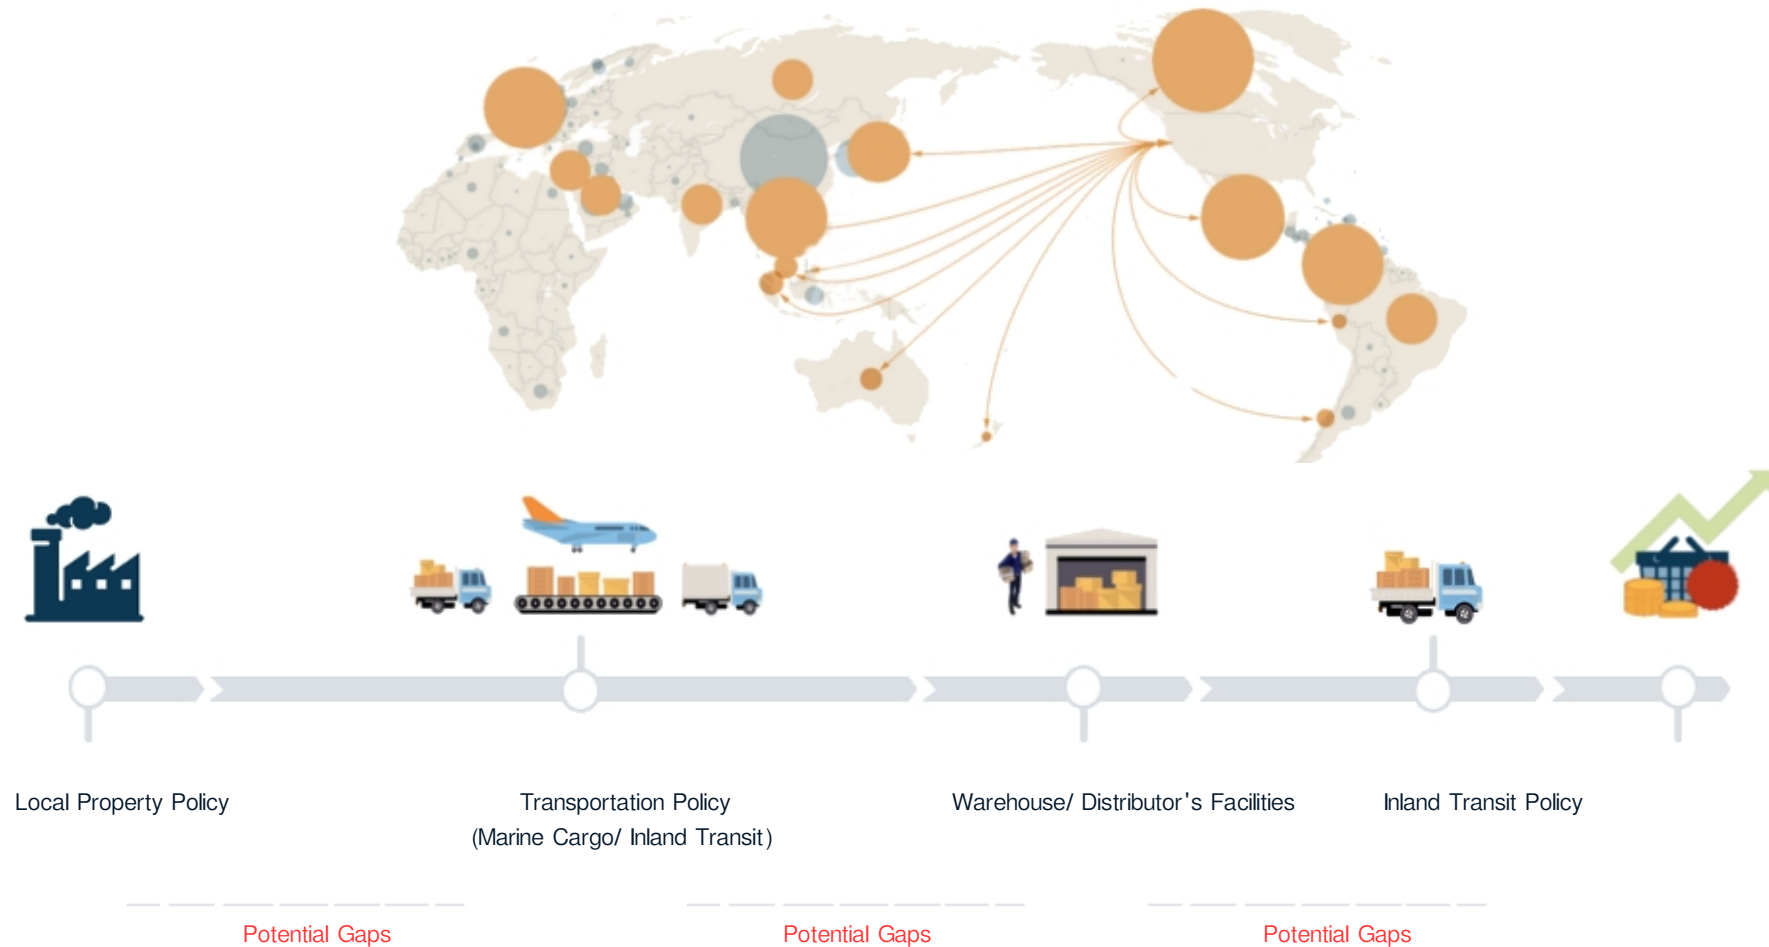 Local Property Policy
Transportation Policy
(Marine Cargo/ Inland Transit)
Warehouse/ Distributor's Facilities
Inland Transit Policy
Potential Gaps
Potential Gaps
Potential Gaps